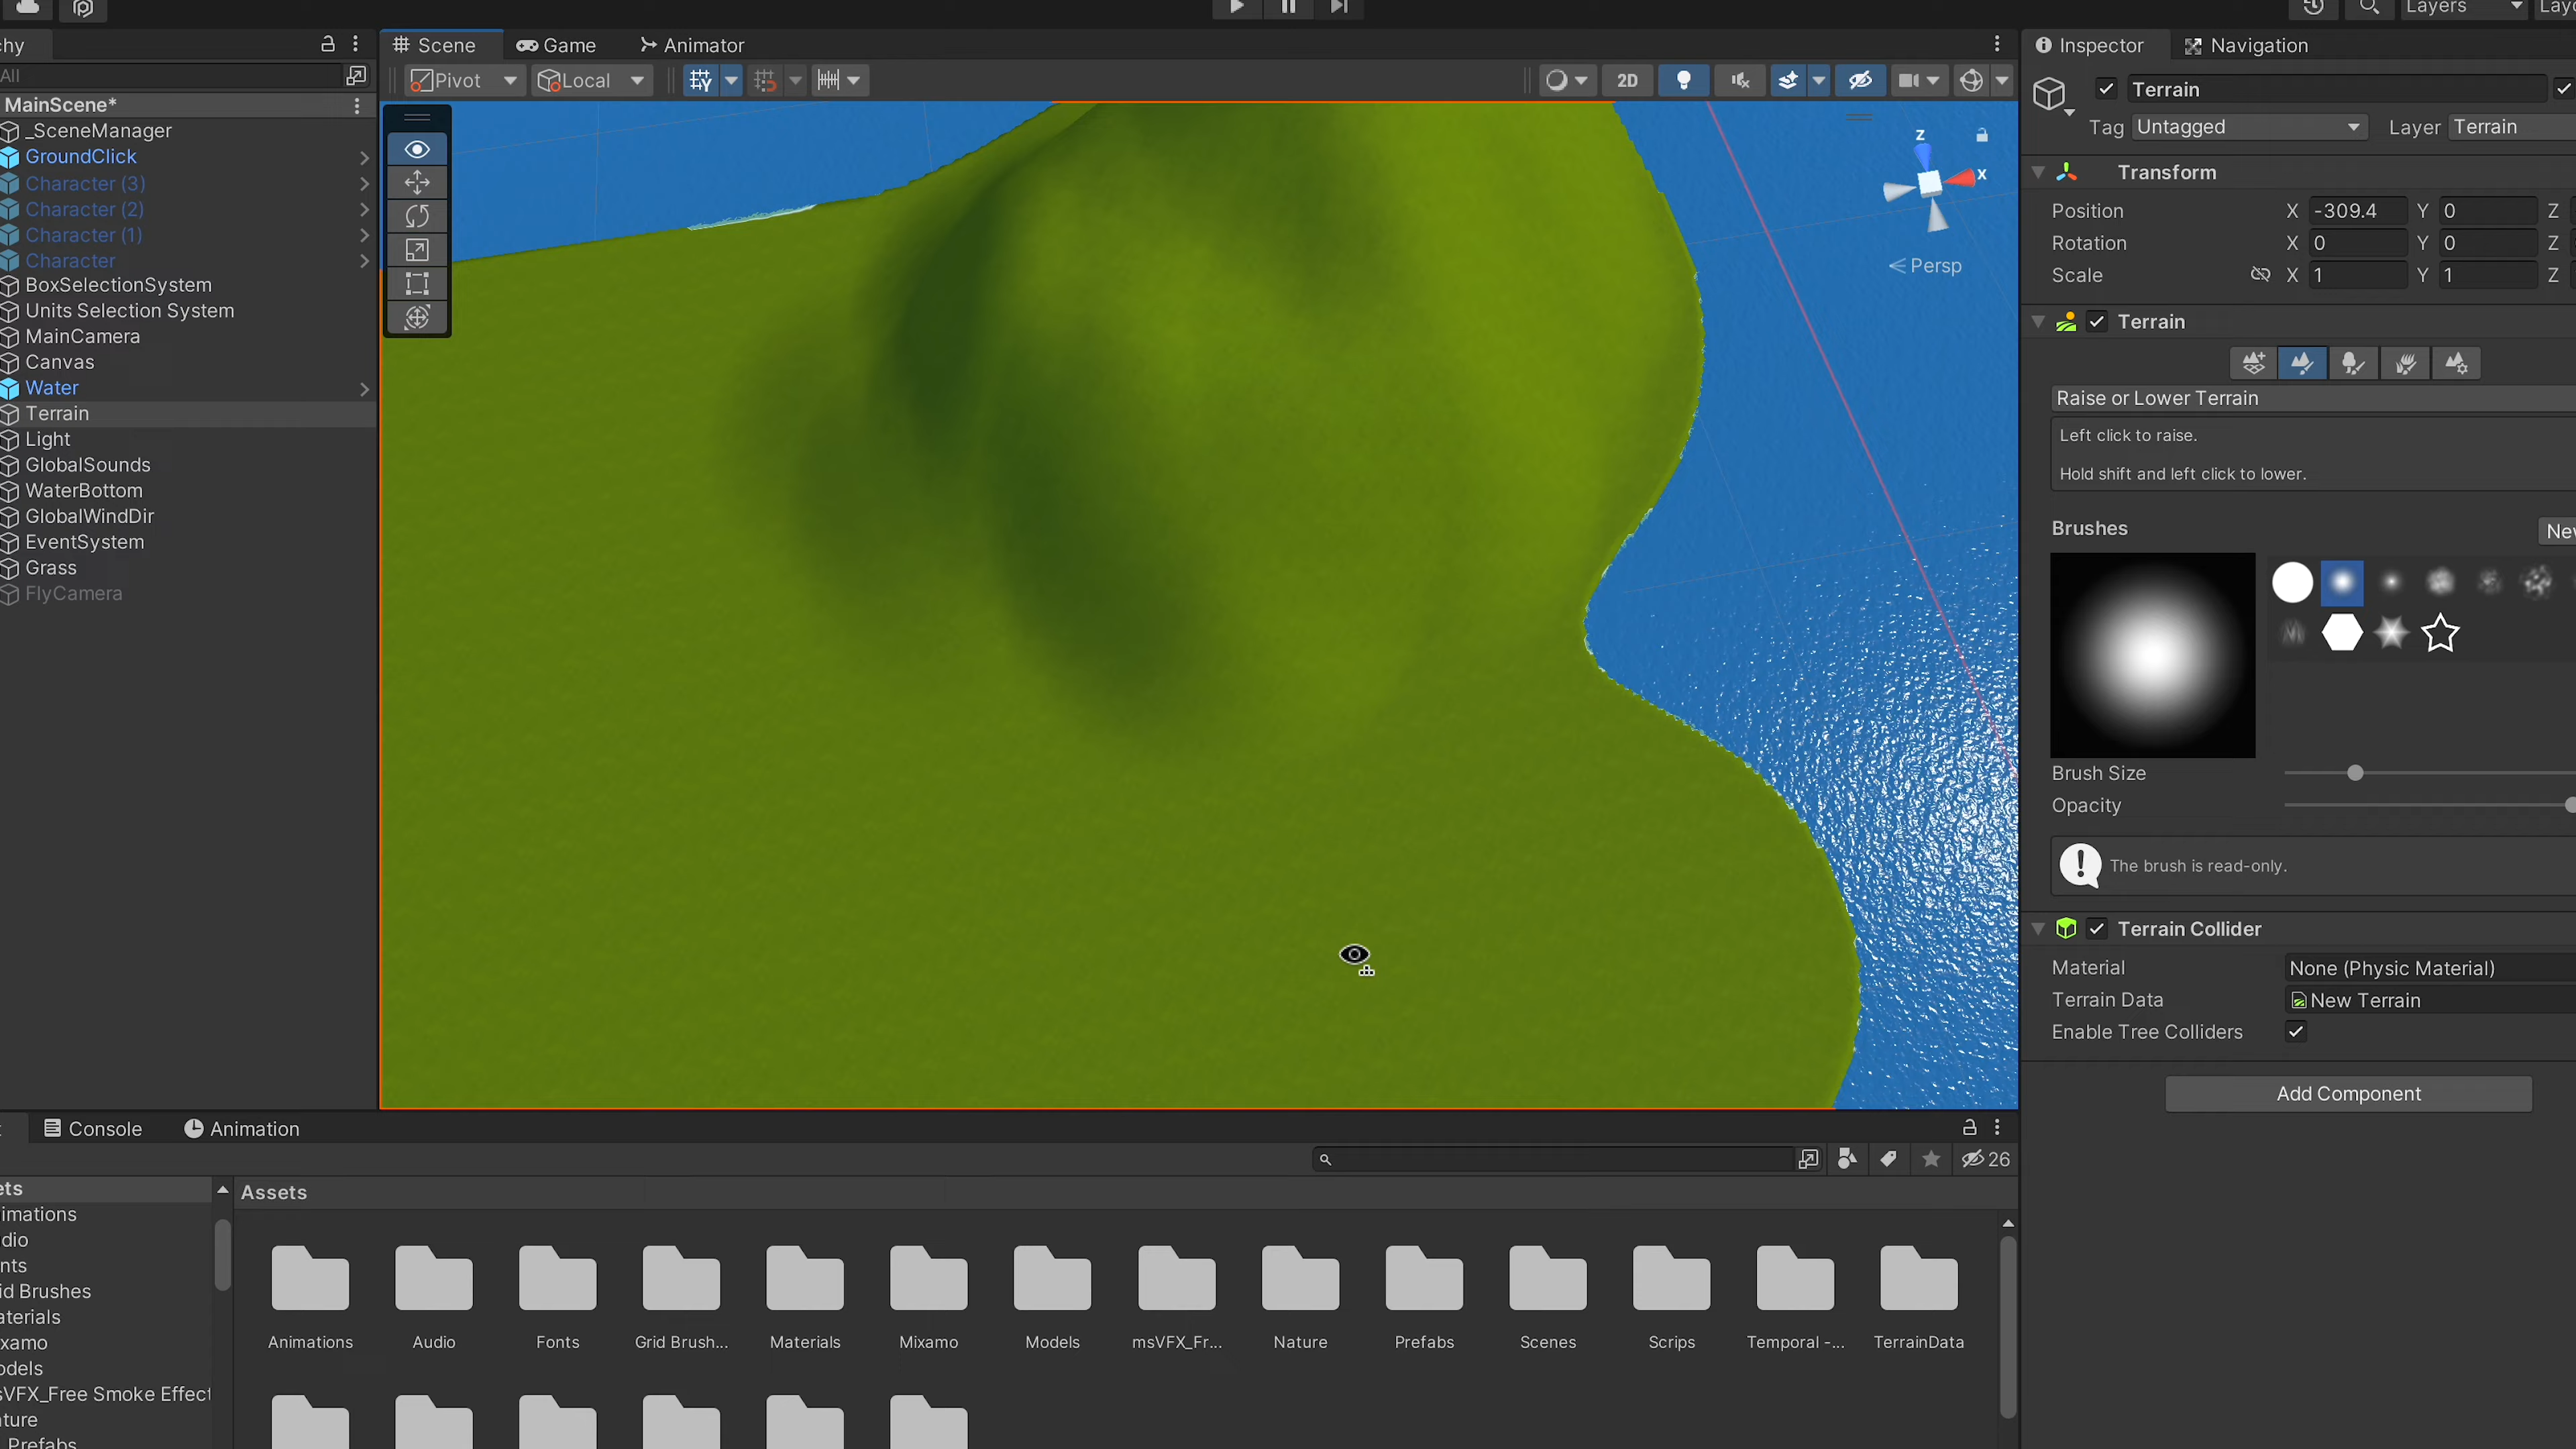 Layers
Lay
hy
Scene
Game
Animator
Inspector
Navigation
All
Pivot
Local
2D
MainScene*
_SceneManager
GroundClick
Character (3)
Character (2)
Character (1)
Character
BoxSelectionSystem
Units Selection System
MainCamera
Canvas
Water
Terrain
Light
GlobalSounds
WaterBottom
GlobalWindDir
EventSystem
Grass
FlyCamera
z
x
Persp
Terrain
Tag Untagged Layer Terrain
Transform
Position X -309.4 Y 0 Z
Rotation X 0 Y 0 Z
Scale X 1 Y 1 Z
Terrain
Raise or Lower Terrain
Left click to raise.
Hold shift and left click to lower.
Brushes
New
Brush Size
Opacity
The brush is read-only.
Terrain Collider
Material None (Physic Material)
Terrain Data New Terrain
Enable Tree Colliders
Add Component
Console
Animation
26
ets
imations
dio
nts
id Brushes
aterials
xamo
odels
sVFX_Free Smoke Effect
ature
Prefabs
Assets
Animations
Audio
Fonts
Grid Brush...
Materials
Mixamo
Models
msVFX_Fr...
Nature
Prefabs
Scenes
Scrips
Temporal -...
TerrainData